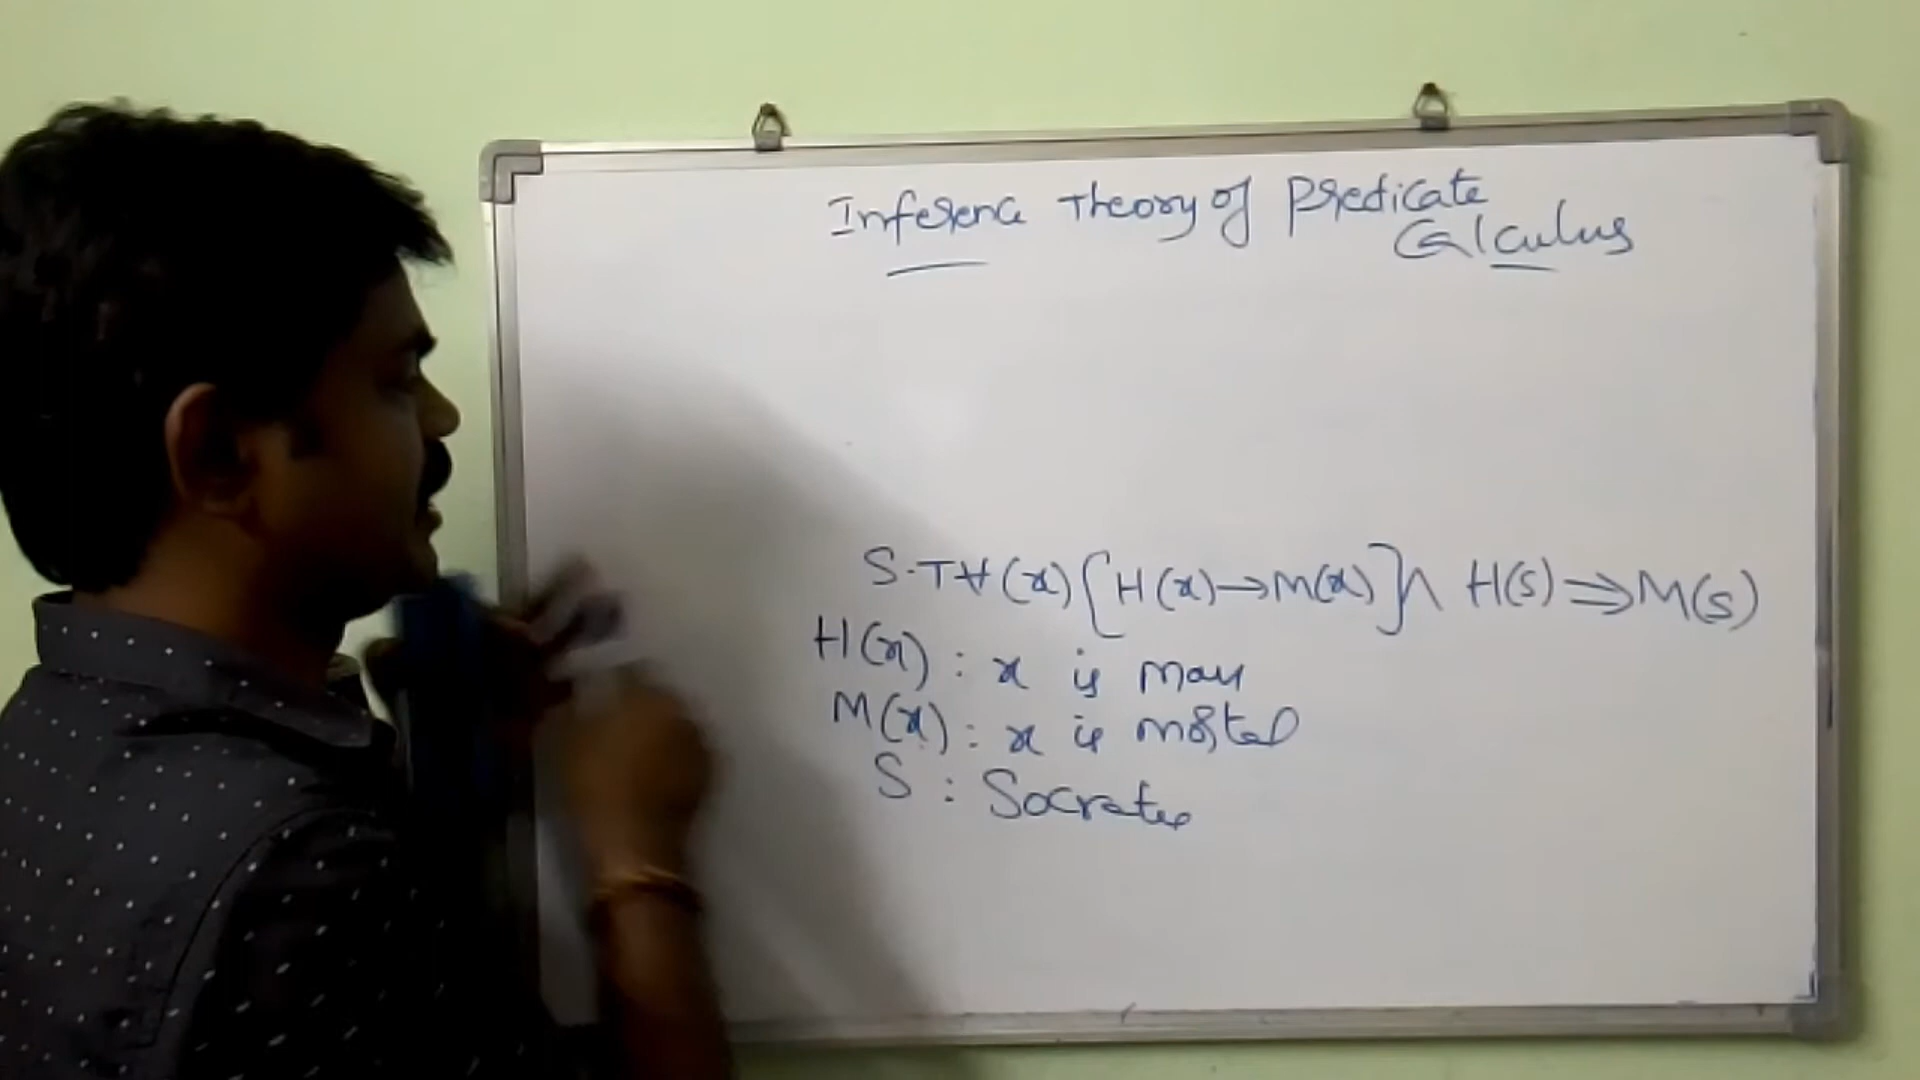 Inference Theory of Predicate
Calculus
S.T ∀(x) [H(x)→M(x)] ∧ H(s) ⇒ M(s)
H(x) : x is man
M(x) : x is mortal
S : Socrates